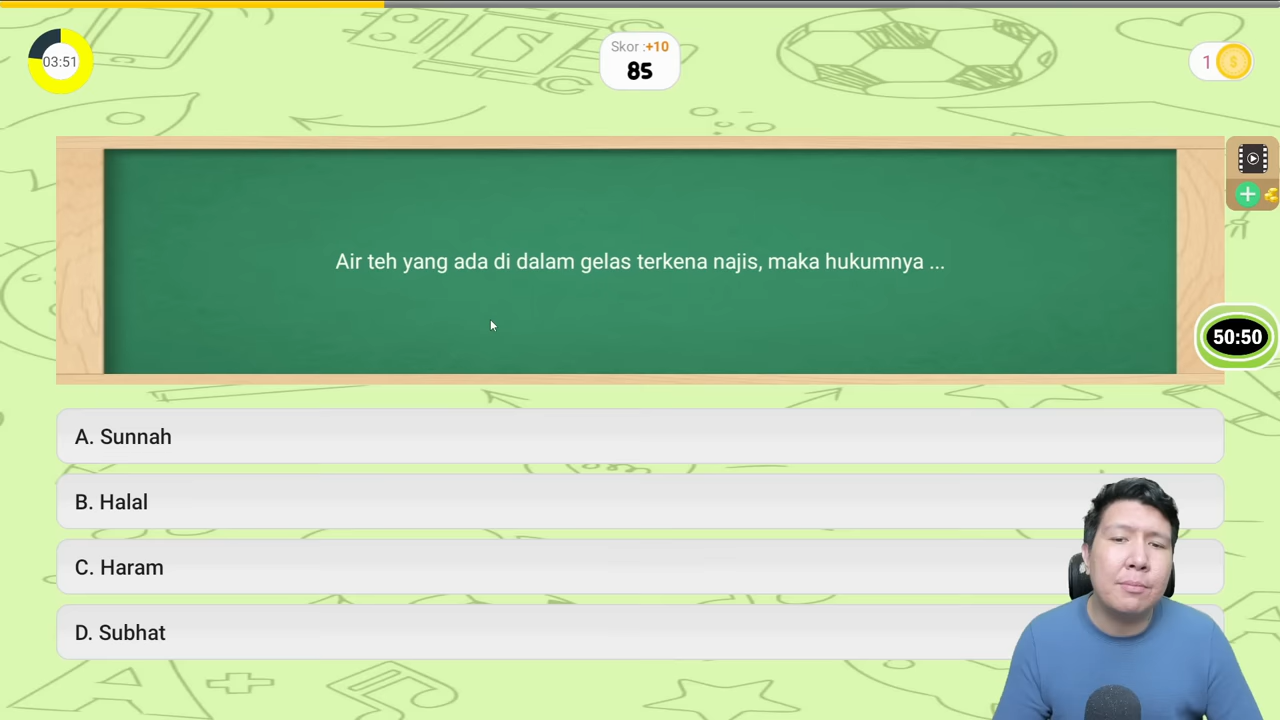 03:51
Skor :+10
85
1
Air teh yang ada di dalam gelas terkena najis, maka hukumnya ...
50:50
A. Sunnah
B. Halal
C. Haram
D. Subhat